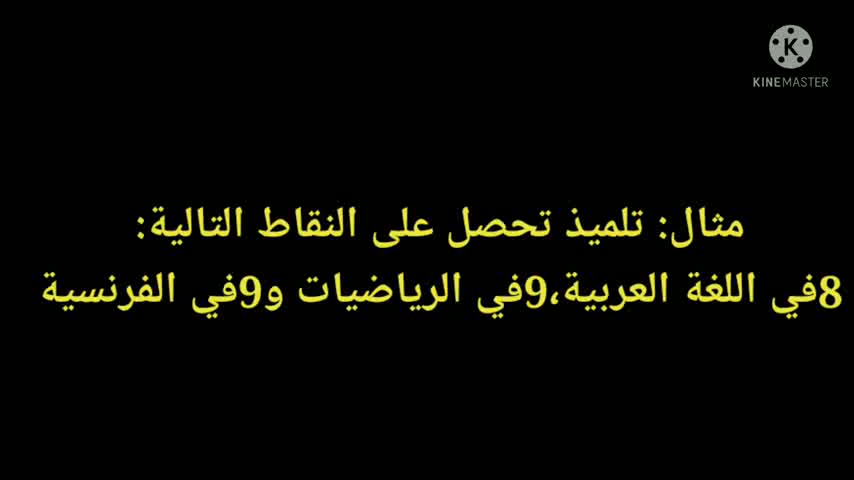 KINEMASTER
مثال: تلميذ تحصل على النقاط التالية:
8في اللغة العربية،9في الرياضيات و9في الفرنسية